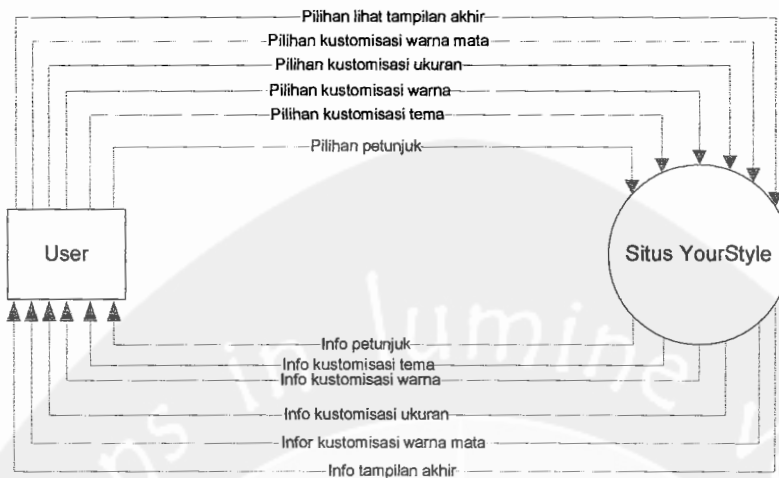 Pilihan lihat tampilan akhir
Pilihan kustomisasi warna mata
Pilihan kustomisasi ukuran
Pilihan kustomisasi warna
Pilihan kustomisasi tema
Pilihan petunjuk
User
Situs YourStyle
Info petunjuk
Info kustomisasi tema
Info kustomisasi warna
Info kustomisasi ukuran
Infor kustomisasi warna mata
Info tampilan akhir
in lumine